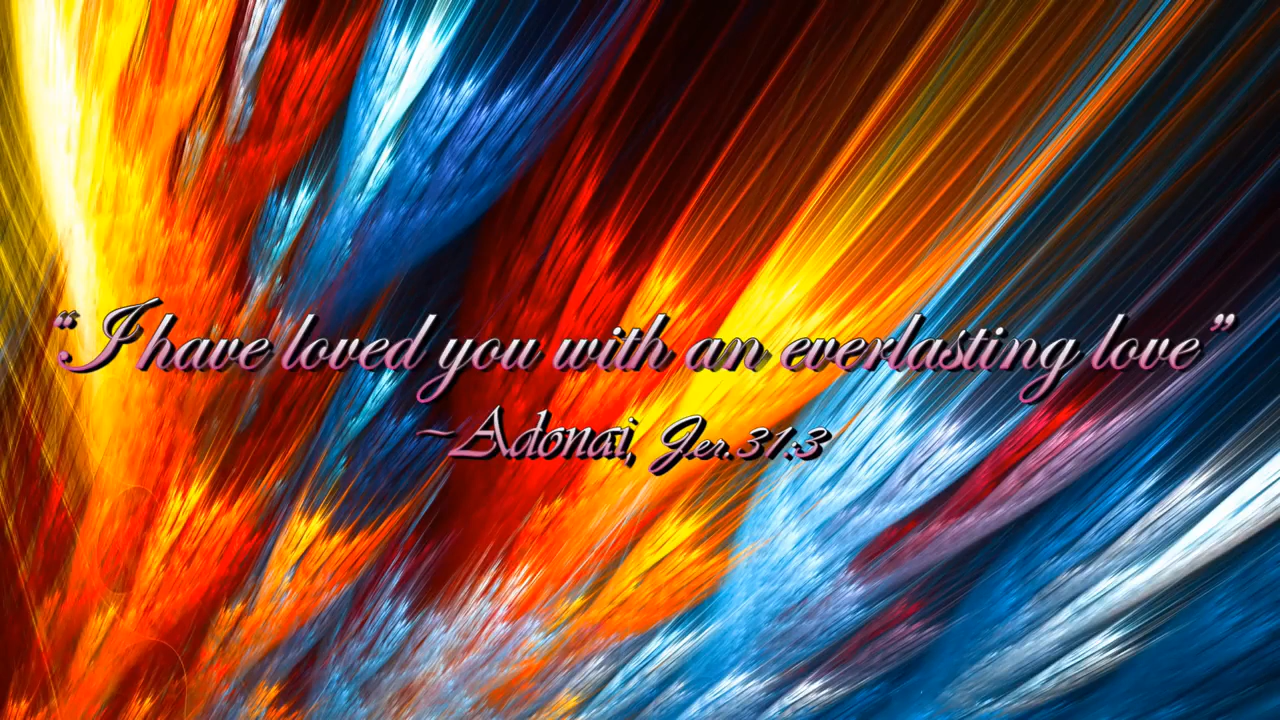 “I have loved you with an everlasting love”
~Adonai, Jer. 31:3